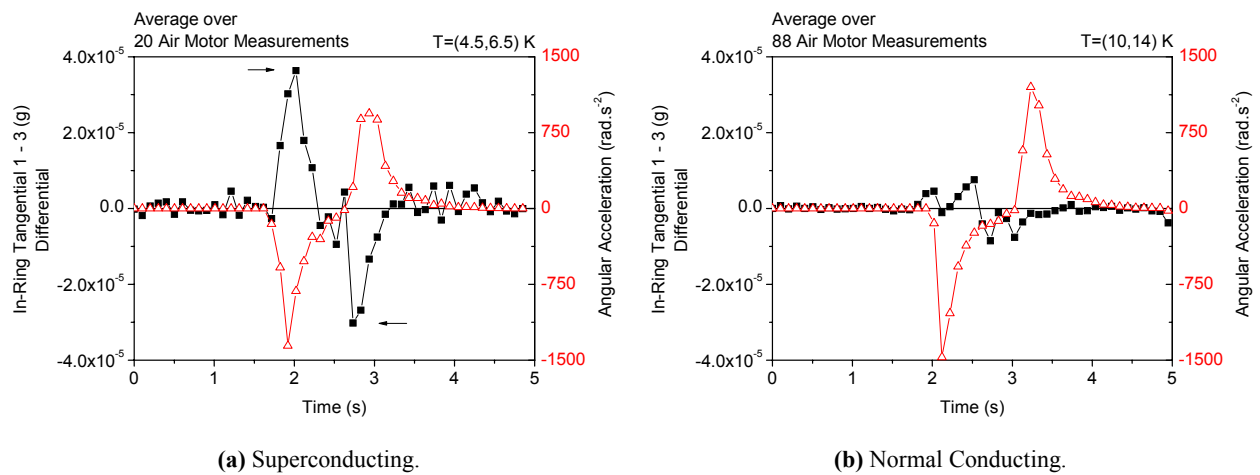 Average over
20 Air Motor Measurements T=(4.5,6.5) K
4.0x10⁻⁵
2.0x10⁻⁵
0.0
-2.0x10⁻⁵
-4.0x10⁻⁵
In-Ring Tangential 1 - 3 (g)
Differential
1500
750
0
-750
-1500
Angular Acceleration (rad.s⁻²)
0 1 2 3 4 5
Time (s)
(a) Superconducting.
Average over
88 Air Motor Measurements T=(10,14) K
4.0x10⁻⁵
2.0x10⁻⁵
0.0
-2.0x10⁻⁵
-4.0x10⁻⁵
In-Ring Tangential 1 - 3 (g)
Differential
1500
750
0
-750
-1500
Angular Acceleration (rad.s⁻²)
0 1 2 3 4 5
Time (s)
(b) Normal Conducting.